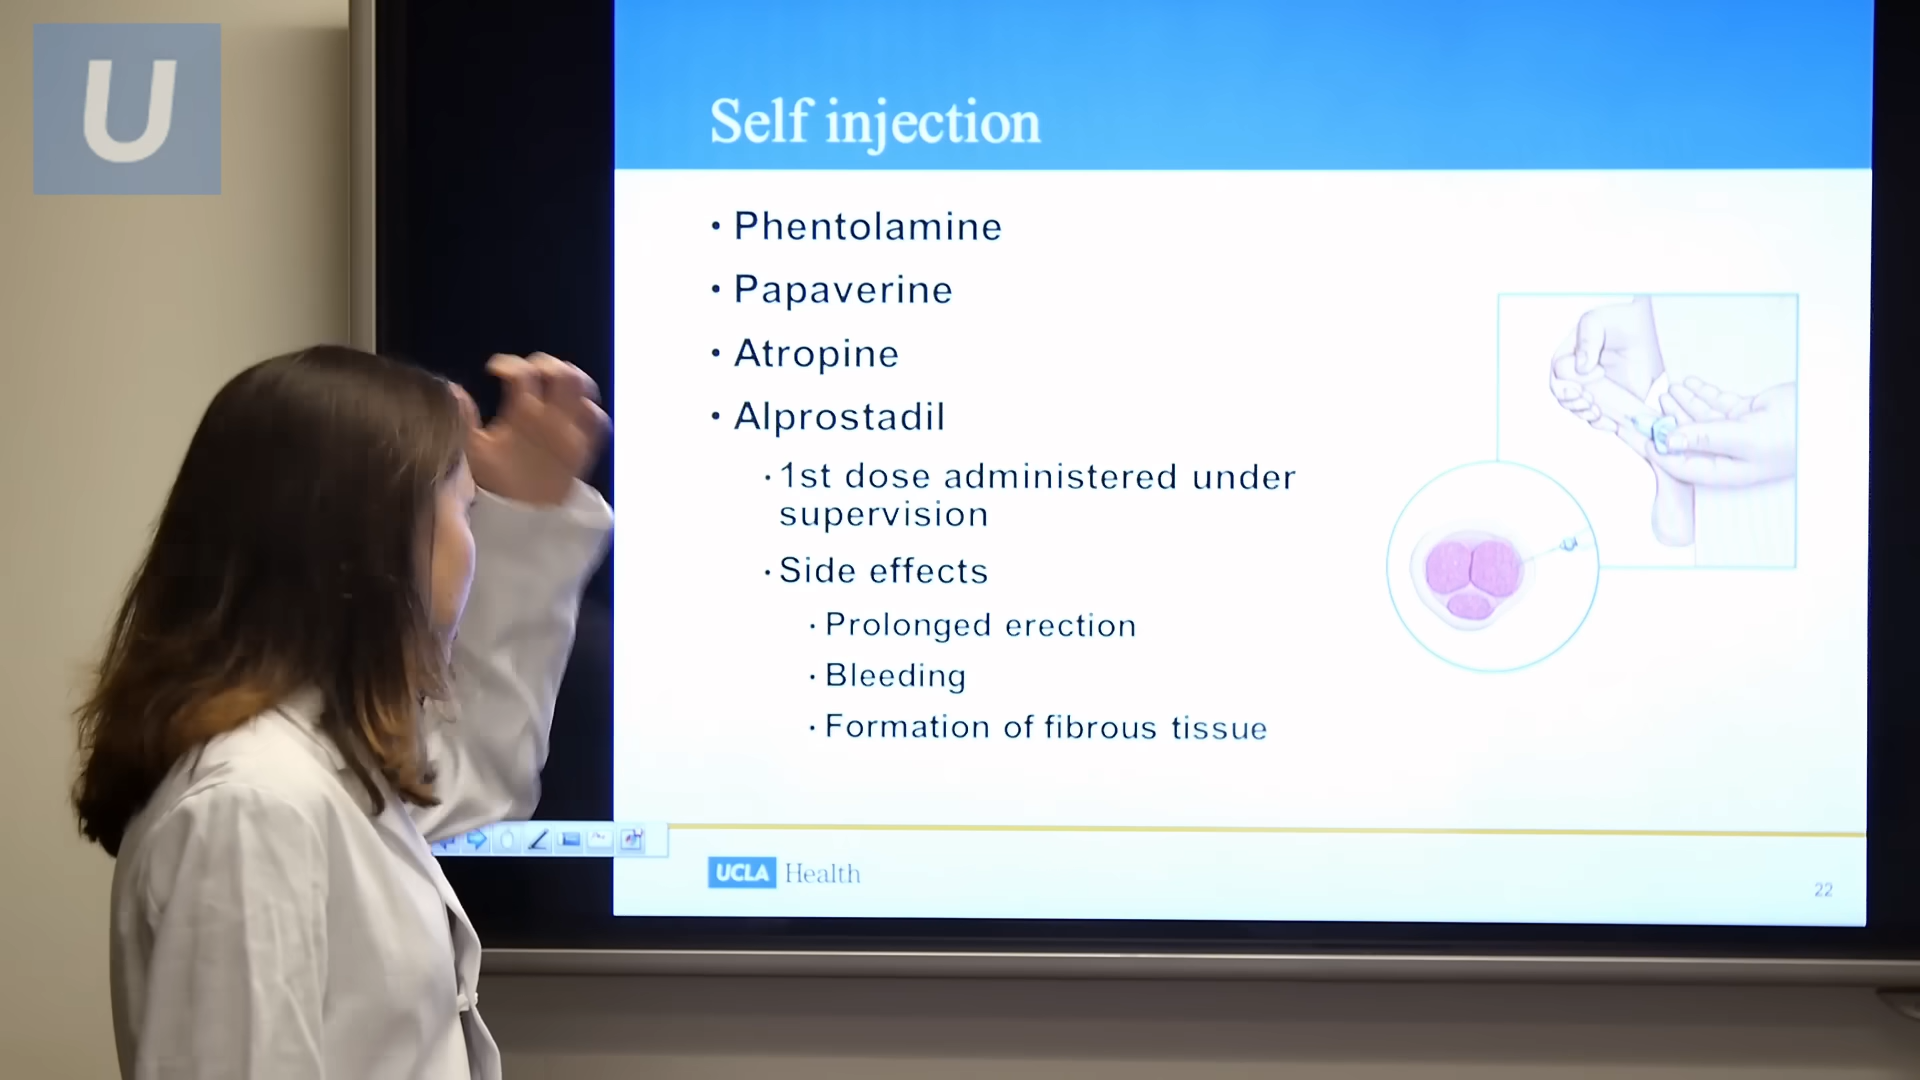 U
Self injection
• Phentolamine
• Papaverine
• Atropine
• Alprostadil
· 1st dose administered under
supervision
· Side effects
· Prolonged erection
· Bleeding
· Formation of fibrous tissue
UCLA Health
22